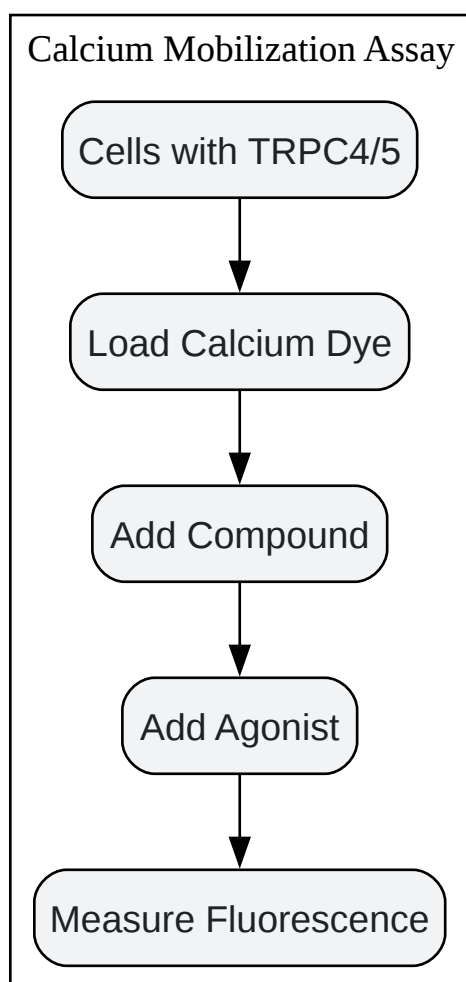 Calcium Mobilization Assay
Cells with TRPC4/5
Load Calcium Dye
Add Compound
Add Agonist
Measure Fluorescence